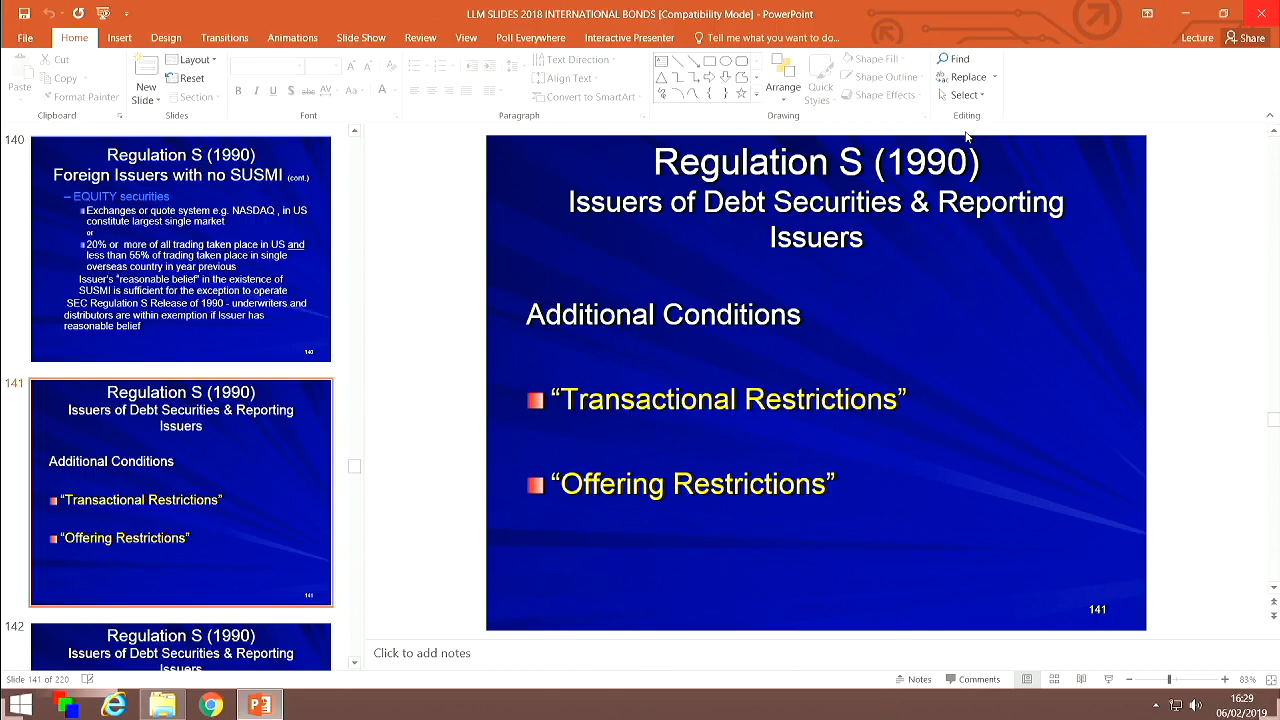 LLM SLIDES 2018 INTERNATIONAL BONDS [Compatibility Mode] - PowerPoint
File Home Insert Design Transitions Animations Slide Show Review View Poll Everywhere Interactive Presenter Tell me what you want to do... Lecture Share
Paste
Cut
Copy
Format Painter
Clipboard
New
Slide
Layout
Reset
Section
Slides
B I U S abc AV Aa A
Font
Text Direction
Align Text
Convert to SmartArt
Paragraph
Arrange
Quick
Styles
Shape Fill
Shape Outline
Shape Effects
Drawing
Find
Replace
Select
Editing
140
Regulation S (1990)
Foreign Issuers with no SUSMI (cont.)
– EQUITY securities
Exchanges or quote system e.g. NASDAQ , in US
constitute largest single market
or
20% or more of all trading taken place in US and
less than 55% of trading taken place in single
overseas country in year previous
Issuer's “reasonable belief” in the existence of
SUSMI is sufficient for the exception to operate
SEC Regulation S Release of 1990 - underwriters and
distributors are within exemption if Issuer has
reasonable belief
140
141
Regulation S (1990)
Issuers of Debt Securities & Reporting
Issuers
Additional Conditions
“Transactional Restrictions”
“Offering Restrictions”
141
142
Regulation S (1990)
Issuers of Debt Securities & Reporting
Issuers
Regulation S (1990)
Issuers of Debt Securities & Reporting
Issuers
Additional Conditions
“Transactional Restrictions”
“Offering Restrictions”
141
Click to add notes
Slide 141 of 220 Notes Comments 83%
16:29
06/02/2019